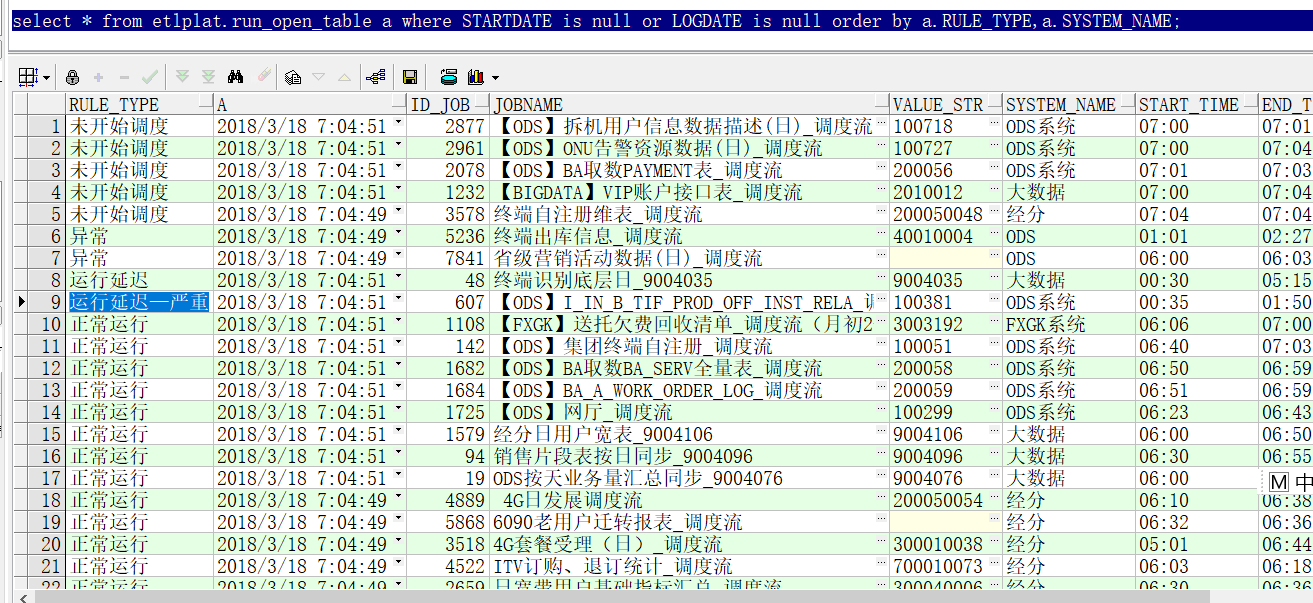 select * from etlplat.run_open_table a where STARTDATE is null or LOGDATE is null order by a.RULE_TYPE,a.SYSTEM_NAME;
RULE_TYPE A ID_JOB JOBNAME VALUE_STR SYSTEM_NAME START_TIME END_T
1 未开始调度 2018/3/18 7:04:51 2877 【ODS】拆机用户信息数据描述(日)_调度流 100718 ODS系统 07:00 07:01
2 未开始调度 2018/3/18 7:04:51 2961 【ODS】ONU告警资源数据(日)_调度流 100727 ODS系统 07:00 07:04
3 未开始调度 2018/3/18 7:04:51 2078 【ODS】BA取数PAYMENT表_调度流 200056 ODS系统 07:01 07:03
4 未开始调度 2018/3/18 7:04:51 1232 【BIGDATA】VIP账户接口表_调度流 2010012 大数据 07:00 07:04
5 未开始调度 2018/3/18 7:04:49 3578 终端自注册维表_调度流 200050048 经分 07:04 07:04
6 异常 2018/3/18 7:04:49 5236 终端出库信息_调度流 40010004 ODS 01:01 02:27
7 异常 2018/3/18 7:04:49 7841 省级营销活动数据(日)_调度流 ODS 06:00 06:03
8 运行延迟 2018/3/18 7:04:51 48 终端识别底层日_9004035 9004035 大数据 00:30 05:15
9 运行延迟—严重 2018/3/18 7:04:51 607 【ODS】I_IN_B_TIF_PROD_OFF_INST_RELA_ 100381 ODS系统 00:35 01:50
10 正常运行 2018/3/18 7:04:51 1108 【FXGK】送托欠费回收清单_调度流（月初2 3003192 FXGK系统 06:06 07:00
11 正常运行 2018/3/18 7:04:51 142 【ODS】集团终端自注册_调度流 100051 ODS系统 06:40 07:03
12 正常运行 2018/3/18 7:04:51 1682 【ODS】BA取数BA_SERV全量表_调度流 200058 ODS系统 06:50 06:59
13 正常运行 2018/3/18 7:04:51 1684 【ODS】BA_A_WORK_ORDER_LOG_调度流 200059 ODS系统 06:51 06:59
14 正常运行 2018/3/18 7:04:51 1725 【ODS】网厅_调度流 100299 ODS系统 06:23 06:43
15 正常运行 2018/3/18 7:04:51 1579 经分日用户宽表_9004106 9004106 大数据 06:00 06:50
16 正常运行 2018/3/18 7:04:51 94 销售片段表按日同步_9004096 9004096 大数据 06:30 06:55
17 正常运行 2018/3/18 7:04:51 19 ODS按天业务量汇总同步_9004076 9004076 大数据 06:00 M 中
18 正常运行 2018/3/18 7:04:49 4889 4G日发展调度流 200050054 经分 06:10 06:38
19 正常运行 2018/3/18 7:04:49 5868 6090老用户迁转报表_调度流 经分 06:32 06:36
20 正常运行 2018/3/18 7:04:49 3518 4G套餐受理（日）_调度流 300010038 经分 05:01 06:44
21 正常运行 2018/3/18 7:04:49 4522 ITV订购、退订统计_调度流 700010073 经分 06:03 06:18
22 正常运行 2018/3/18 7:04:49 2659 日宽带用户基础指标汇总_调度流 300040006 经分 06:30 06:36